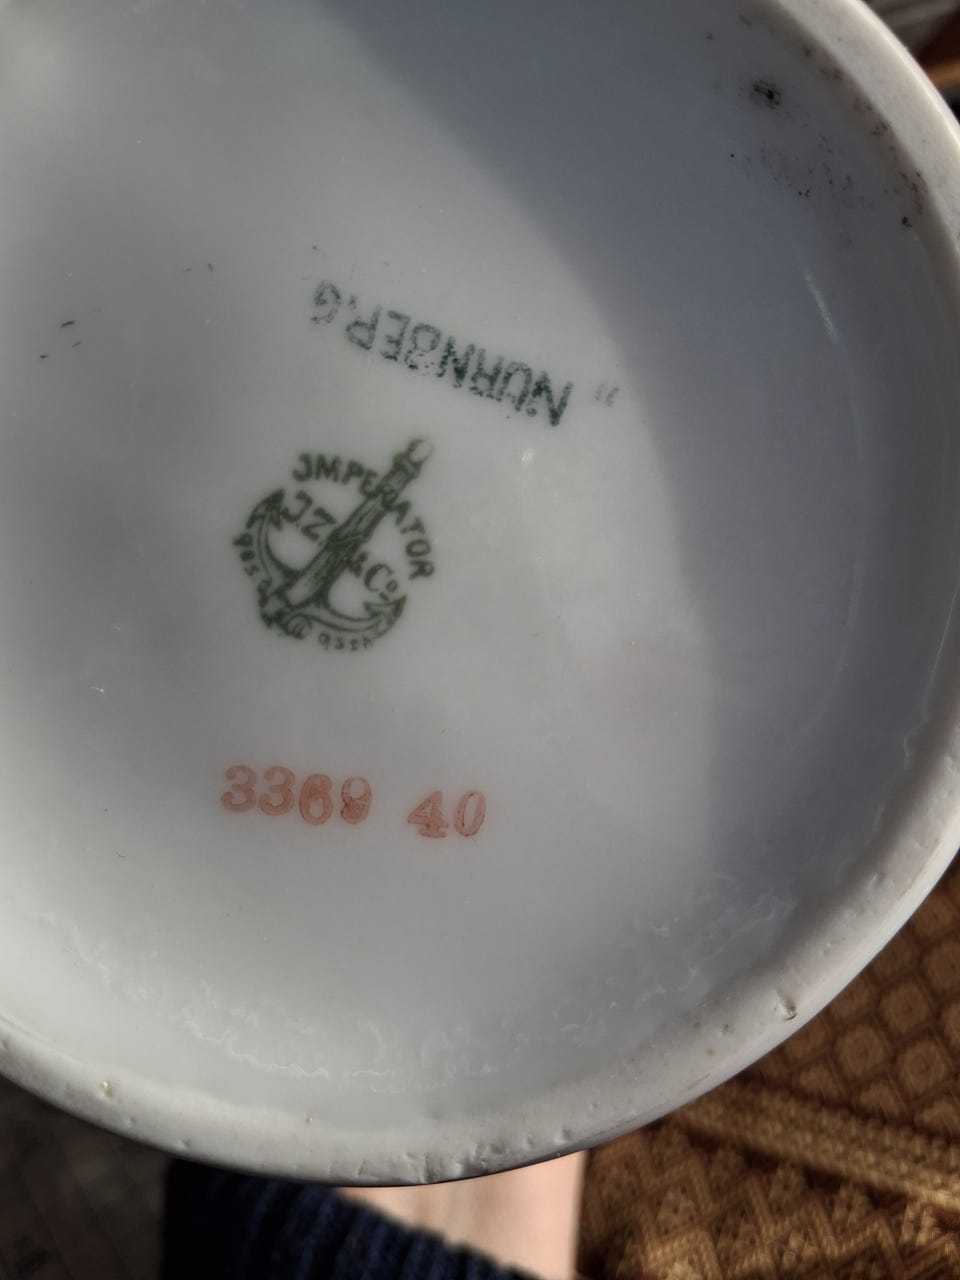 "NÜRNBERG
JMPERATOR
JZ & Co.
3369 40